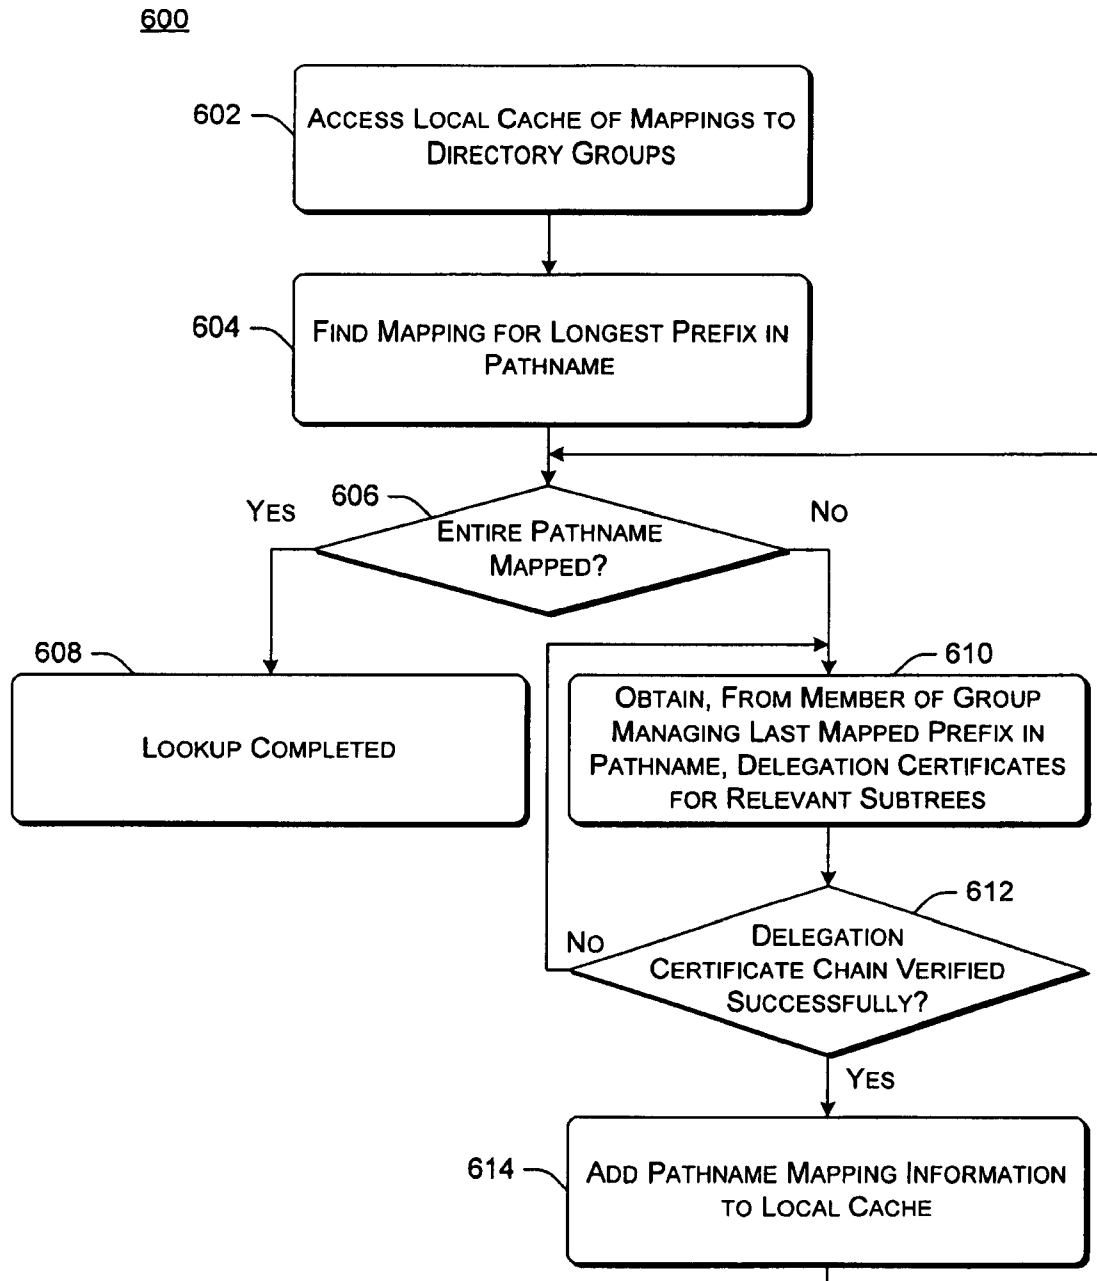 600
602
ACCESS LOCAL CACHE OF MAPPINGS TO
DIRECTORY GROUPS
604
FIND MAPPING FOR LONGEST PREFIX IN
PATHNAME
606
YES
NO
ENTIRE PATHNAME
MAPPED?
608
610
LOOKUP COMPLETED
OBTAIN, FROM MEMBER OF GROUP
MANAGING LAST MAPPED PREFIX IN
PATHNAME, DELEGATION CERTIFICATES
FOR RELEVANT SUBTREES
612
NO
DELEGATION
CERTIFICATE CHAIN VERIFIED
SUCCESSFULLY?
YES
614
ADD PATHNAME MAPPING INFORMATION
TO LOCAL CACHE